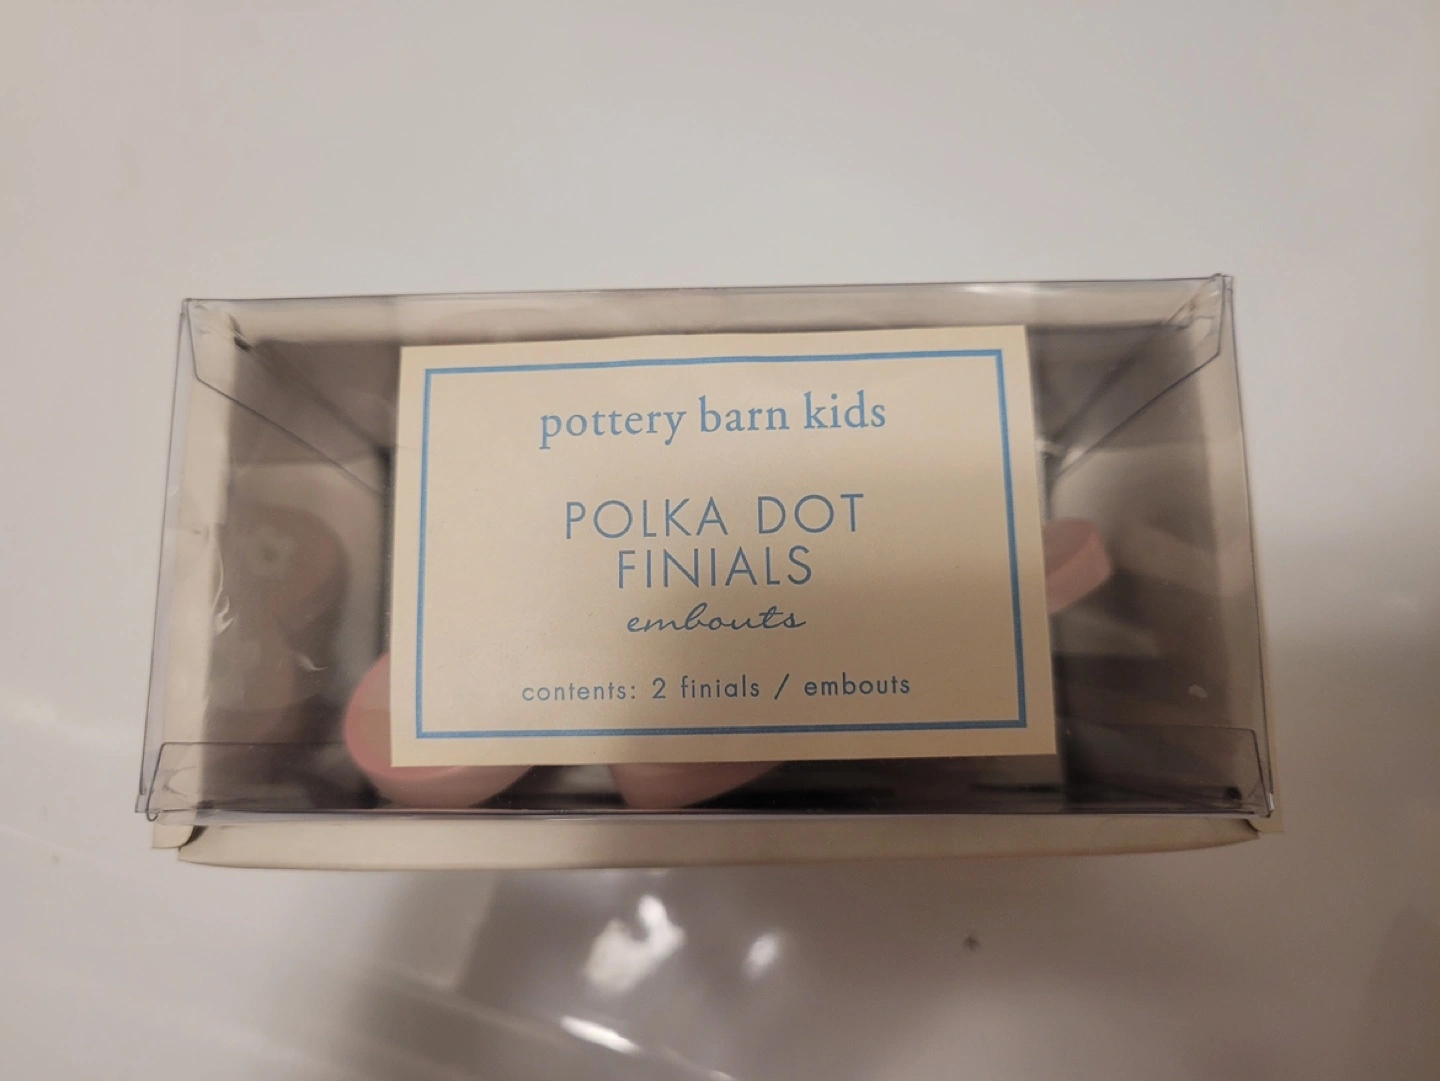 pottery barn kids
POLKA DOT
FINIALS
embouts
contents: 2 finials / embouts